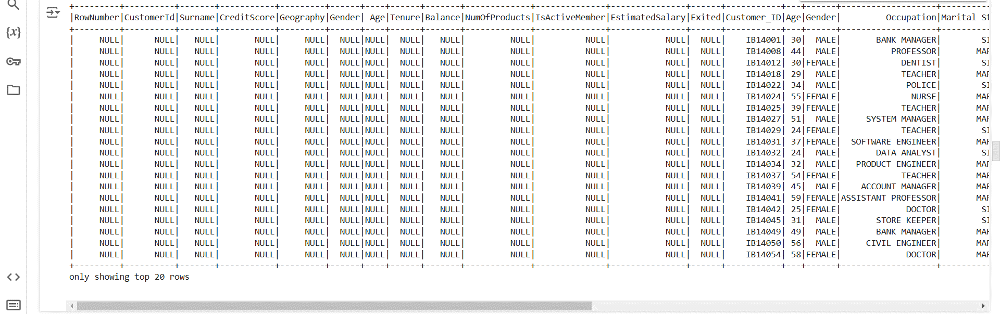 +---------+----------+-------+-----------+---------+------+----+------+-------+-------------+--------------+---------------+------+-----------+---+------+-------------------+----------
|RowNumber|CustomerId|Surname|CreditScore|Geography|Gender| Age|Tenure|Balance|NumOfProducts|IsActiveMember|EstimatedSalary|Exited|Customer_ID|Age|Gender|         Occupation|Marital St
+---------+----------+-------+-----------+---------+------+----+------+-------+-------------+--------------+---------------+------+-----------+---+------+-------------------+----------
|     NULL|      NULL|   NULL|       NULL|     NULL|  NULL|NULL|  NULL|   NULL|         NULL|          NULL|           NULL|  NULL|    IB14001| 30|  MALE|       BANK MANAGER|        SI
|     NULL|      NULL|   NULL|       NULL|     NULL|  NULL|NULL|  NULL|   NULL|         NULL|          NULL|           NULL|  NULL|    IB14008| 44|  MALE|          PROFESSOR|       MAR
|     NULL|      NULL|   NULL|       NULL|     NULL|  NULL|NULL|  NULL|   NULL|         NULL|          NULL|           NULL|  NULL|    IB14012| 30|FEMALE|            DENTIST|        SI
|     NULL|      NULL|   NULL|       NULL|     NULL|  NULL|NULL|  NULL|   NULL|         NULL|          NULL|           NULL|  NULL|    IB14018| 29|  MALE|            TEACHER|       MAR
|     NULL|      NULL|   NULL|       NULL|     NULL|  NULL|NULL|  NULL|   NULL|         NULL|          NULL|           NULL|  NULL|    IB14022| 34|  MALE|             POLICE|        SI
|     NULL|      NULL|   NULL|       NULL|     NULL|  NULL|NULL|  NULL|   NULL|         NULL|          NULL|           NULL|  NULL|    IB14024| 55|FEMALE|              NURSE|       MAR
|     NULL|      NULL|   NULL|       NULL|     NULL|  NULL|NULL|  NULL|   NULL|         NULL|          NULL|           NULL|  NULL|    IB14025| 39|FEMALE|            TEACHER|       MAR
|     NULL|      NULL|   NULL|       NULL|     NULL|  NULL|NULL|  NULL|   NULL|         NULL|          NULL|           NULL|  NULL|    IB14027| 51|  MALE|     SYSTEM MANAGER|       MAR
|     NULL|      NULL|   NULL|       NULL|     NULL|  NULL|NULL|  NULL|   NULL|         NULL|          NULL|           NULL|  NULL|    IB14029| 24|FEMALE|            TEACHER|        SI
|     NULL|      NULL|   NULL|       NULL|     NULL|  NULL|NULL|  NULL|   NULL|         NULL|          NULL|           NULL|  NULL|    IB14031| 37|FEMALE|  SOFTWARE ENGINEER|       MAR
|     NULL|      NULL|   NULL|       NULL|     NULL|  NULL|NULL|  NULL|   NULL|         NULL|          NULL|           NULL|  NULL|    IB14032| 24|  MALE|       DATA ANALYST|        SI
|     NULL|      NULL|   NULL|       NULL|     NULL|  NULL|NULL|  NULL|   NULL|         NULL|          NULL|           NULL|  NULL|    IB14034| 32|  MALE|   PRODUCT ENGINEER|       MAR
|     NULL|      NULL|   NULL|       NULL|     NULL|  NULL|NULL|  NULL|   NULL|         NULL|          NULL|           NULL|  NULL|    IB14037| 54|FEMALE|            TEACHER|       MAR
|     NULL|      NULL|   NULL|       NULL|     NULL|  NULL|NULL|  NULL|   NULL|         NULL|          NULL|           NULL|  NULL|    IB14039| 45|  MALE|    ACCOUNT MANAGER|       MAR
|     NULL|      NULL|   NULL|       NULL|     NULL|  NULL|NULL|  NULL|   NULL|         NULL|          NULL|           NULL|  NULL|    IB14041| 59|FEMALE|ASSISTANT PROFESSOR|       MAR
|     NULL|      NULL|   NULL|       NULL|     NULL|  NULL|NULL|  NULL|   NULL|         NULL|          NULL|           NULL|  NULL|    IB14042| 25|FEMALE|             DOCTOR|        SI
|     NULL|      NULL|   NULL|       NULL|     NULL|  NULL|NULL|  NULL|   NULL|         NULL|          NULL|           NULL|  NULL|    IB14045| 31|  MALE|       STORE KEEPER|        SI
|     NULL|      NULL|   NULL|       NULL|     NULL|  NULL|NULL|  NULL|   NULL|         NULL|          NULL|           NULL|  NULL|    IB14049| 49|  MALE|       BANK MANAGER|       MAR
|     NULL|      NULL|   NULL|       NULL|     NULL|  NULL|NULL|  NULL|   NULL|         NULL|          NULL|           NULL|  NULL|    IB14050| 56|  MALE|     CIVIL ENGINEER|       MAR
|     NULL|      NULL|   NULL|       NULL|     NULL|  NULL|NULL|  NULL|   NULL|         NULL|          NULL|           NULL|  NULL|    IB14054| 58|FEMALE|             DOCTOR|       MAR
+---------+----------+-------+-----------+---------+------+----+------+-------+-------------+--------------+---------------+------+-----------+---+------+-------------------+----------
only showing top 20 rows